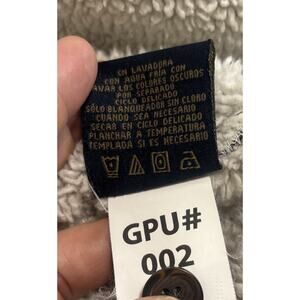 EN LAVADORA
CON AGUA FRÍA CON
LAVAR LOS COLORES OSCUROS
POR SEPARADO
CICLO DELICADO
SÓLO BLANQUEADOR SIN CLORO
CUANDO SEA NECESARIO
SECAR EN CICLO DELICADO
PLANCHAR A TEMPERATURA
TEMPLADA SI ES NECESARIO
GPU#
002